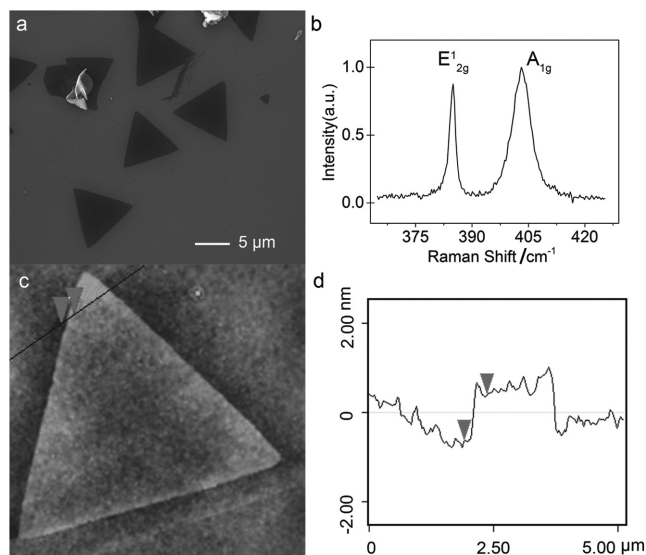 a
5 µm
b
E¹2g
A1g
Intensity(a.u.)
1.0
0.5
0.0
375
390
405
420
Raman Shift /cm⁻¹
c
d
2.00 nm
0
-2.00
0
2.50
5.00 µm